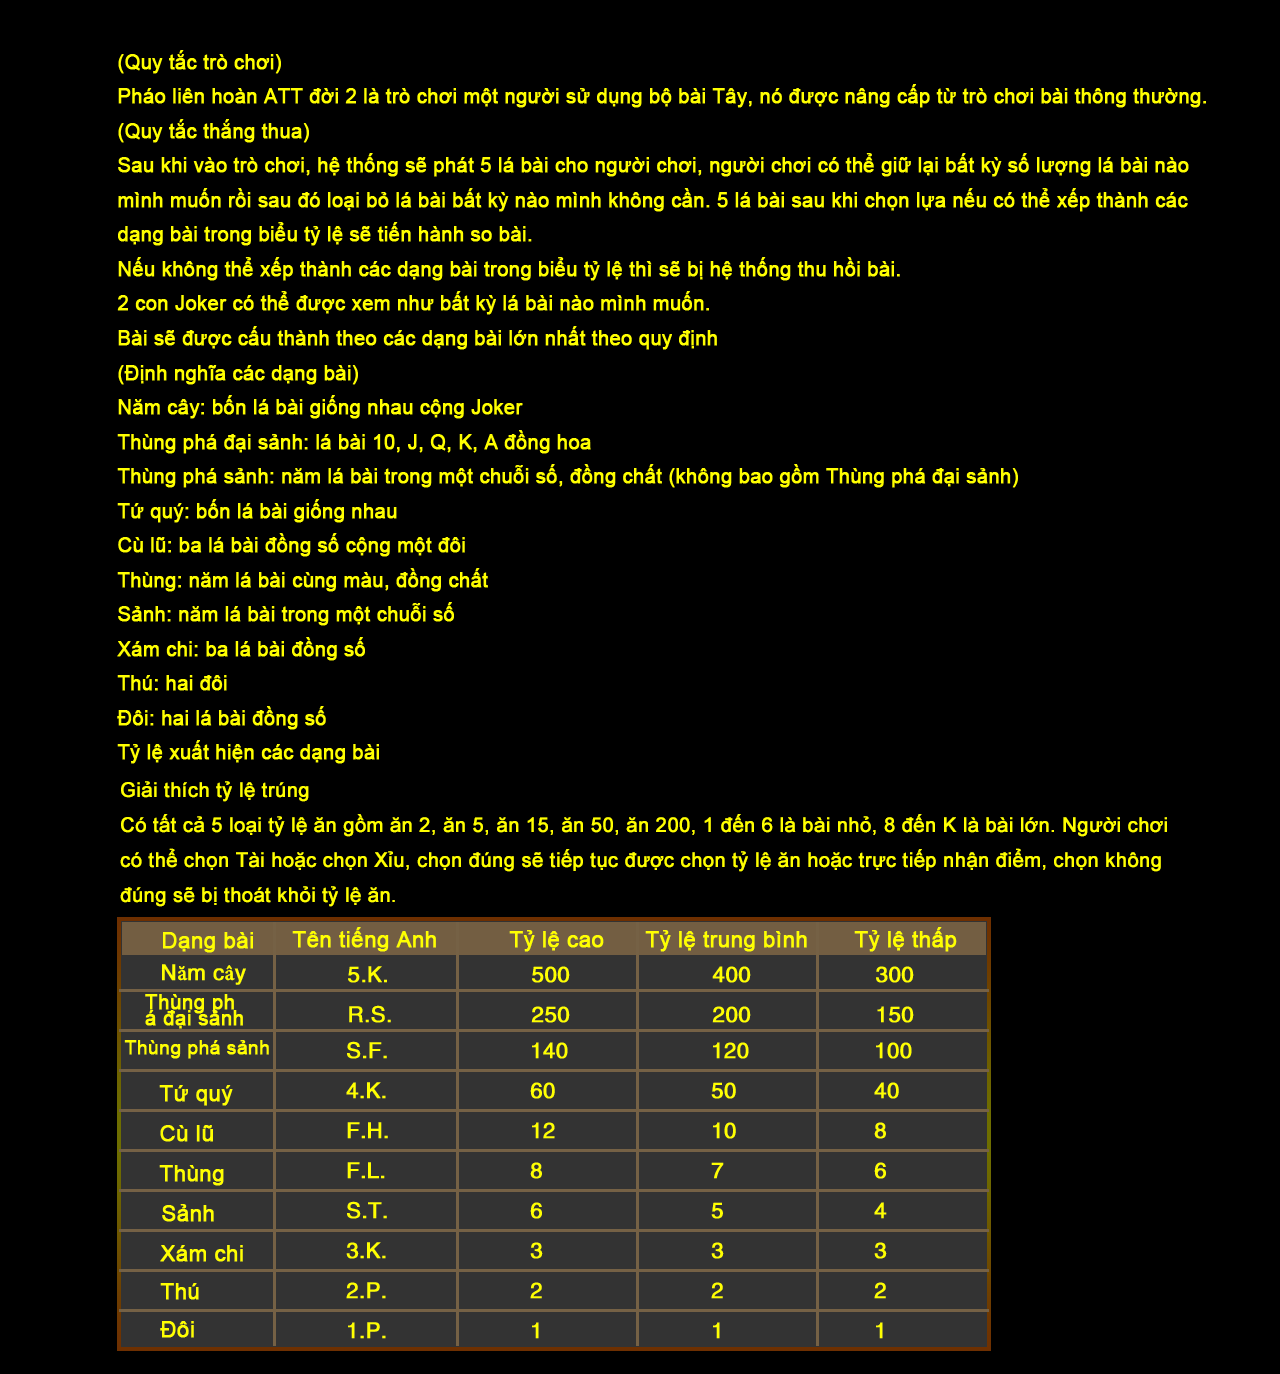 (Quy tắc trò chơi)
Pháo liên hoàn ATT đời 2 là trò chơi một người sử dụng bộ bài Tây, nó được nâng cấp từ trò chơi bài thông thường.
(Quy tắc thắng thua)
Sau khi vào trò chơi, hệ thống sẽ phát 5 lá bài cho người chơi, người chơi có thể giữ lại bất kỳ số lượng lá bài nào
mình muốn rồi sau đó loại bỏ lá bài bất kỳ nào mình không cần. 5 lá bài sau khi chọn lựa nếu có thể xếp thành các
dạng bài trong biểu tỷ lệ sẽ tiến hành so bài.
Nếu không thể xếp thành các dạng bài trong biểu tỷ lệ thì sẽ bị hệ thống thu hồi bài.
2 con Joker có thể được xem như bất kỳ lá bài nào mình muốn.
Bài sẽ được cấu thành theo các dạng bài lớn nhất theo quy định
(Định nghĩa các dạng bài)
Năm cây: bốn lá bài giống nhau cộng Joker
Thùng phá đại sảnh: lá bài 10, J, Q, K, A đồng hoa
Thùng phá sảnh: năm lá bài trong một chuỗi số, đồng chất (không bao gồm Thùng phá đại sảnh)
Tứ quý: bốn lá bài giống nhau
Cù lũ: ba lá bài đồng số cộng một đôi
Thùng: năm lá bài cùng màu, đồng chất
Sảnh: năm lá bài trong một chuỗi số
Xám chi: ba lá bài đồng số
Thú: hai đôi
Đôi: hai lá bài đồng số
Tỷ lệ xuất hiện các dạng bài
Giải thích tỷ lệ trúng
Có tất cả 5 loại tỷ lệ ăn gồm ăn 2, ăn 5, ăn 15, ăn 50, ăn 200, 1 đến 6 là bài nhỏ, 8 đến K là bài lớn. Người chơi
có thể chọn Tài hoặc chọn Xỉu, chọn đúng sẽ tiếp tục được chọn tỷ lệ ăn hoặc trực tiếp nhận điểm, chọn không
đúng sẽ bị thoát khỏi tỷ lệ ăn.
Dạng bài Tên tiếng Anh Tỷ lệ cao Tỷ lệ trung bình Tỷ lệ thấp
Năm cây 5.K. 500 400 300
Thùng ph
á đại sảnh R.S. 250 200 150
Thùng phá sảnh S.F. 140 120 100
Tứ quý 4.K. 60 50 40
Cù lũ F.H. 12 10 8
Thùng F.L. 8 7 6
Sảnh S.T. 6 5 4
Xám chi 3.K. 3 3 3
Thú 2.P. 2 2 2
Đôi 1.P. 1 1 1